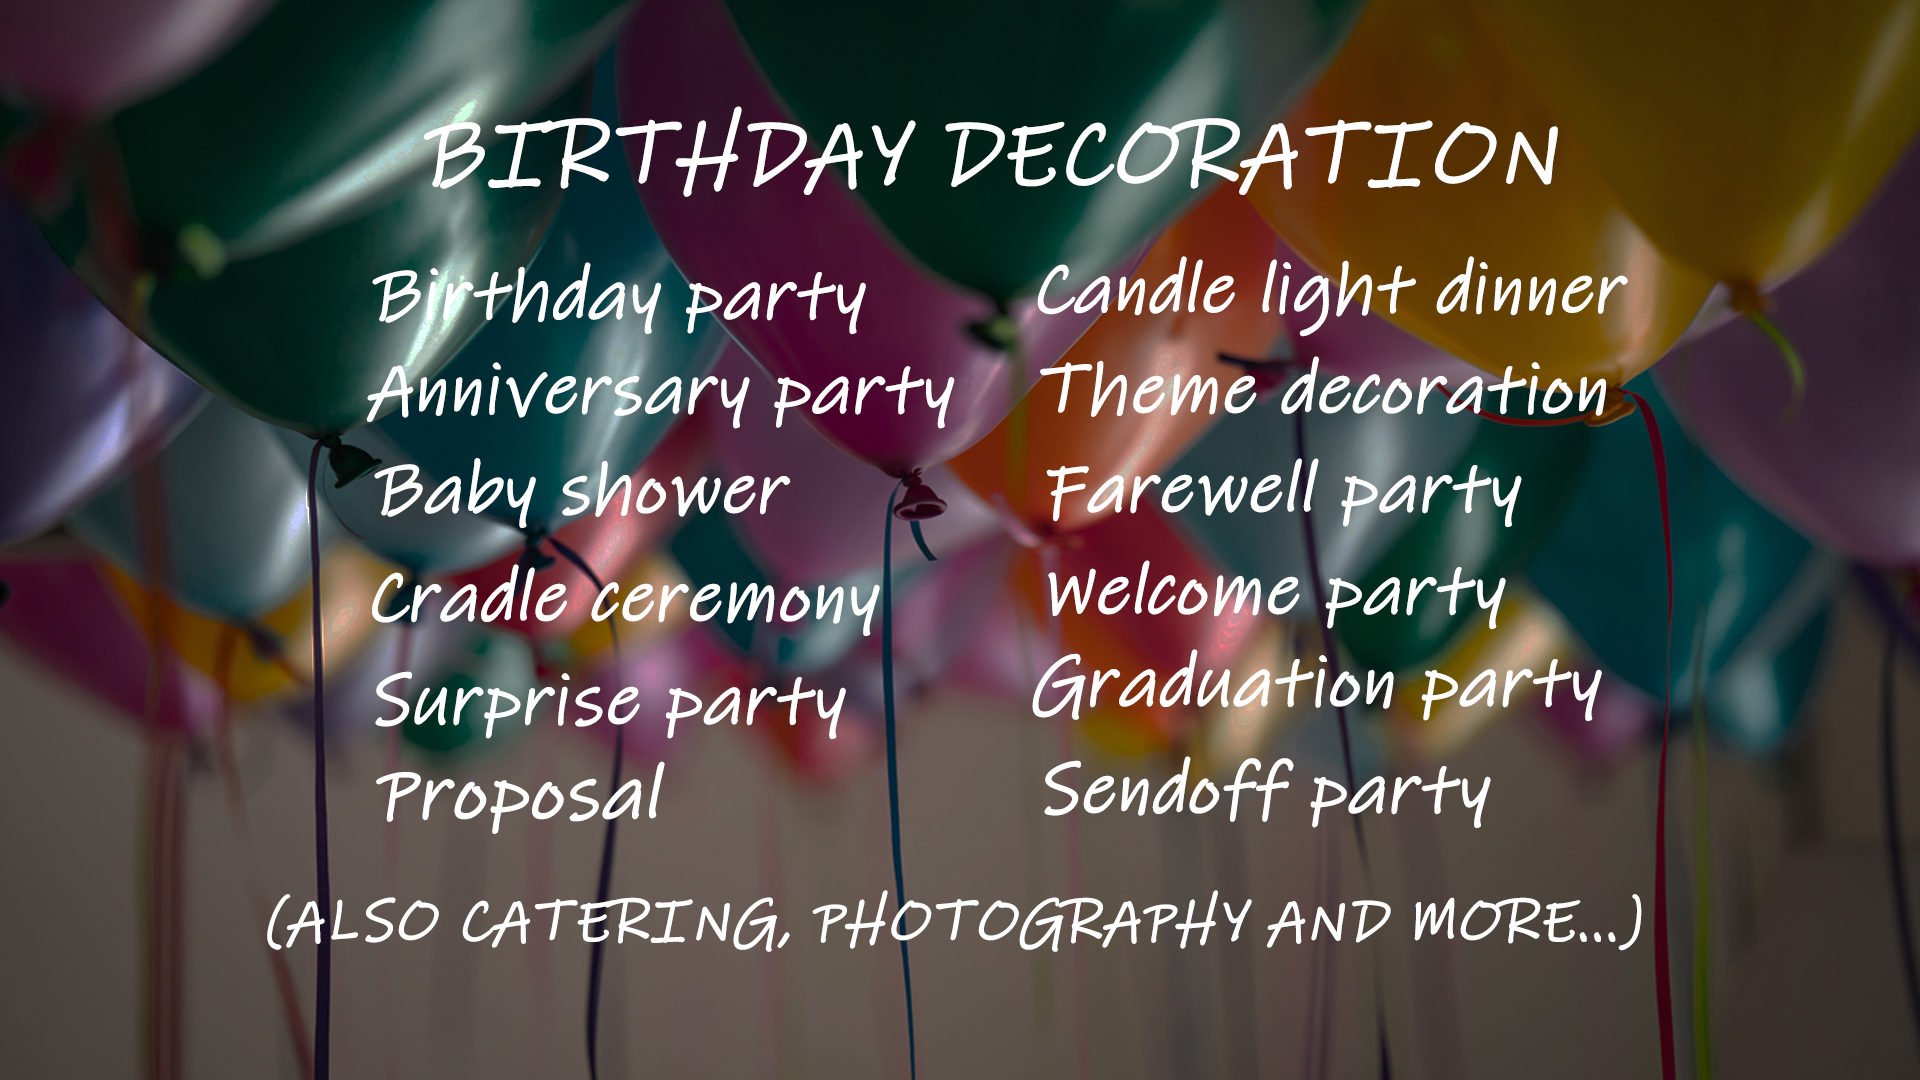 BIRTHDAY DECORATION
Birthday party
Anniversary party
Baby shower
Cradle ceremony
Surprise party
Proposal
Candle light dinner
Theme decoration
Farewell party
Welcome party
Graduation party
Sendoff party
(ALSO CATERING, PHOTOGRAPHY AND MORE...)